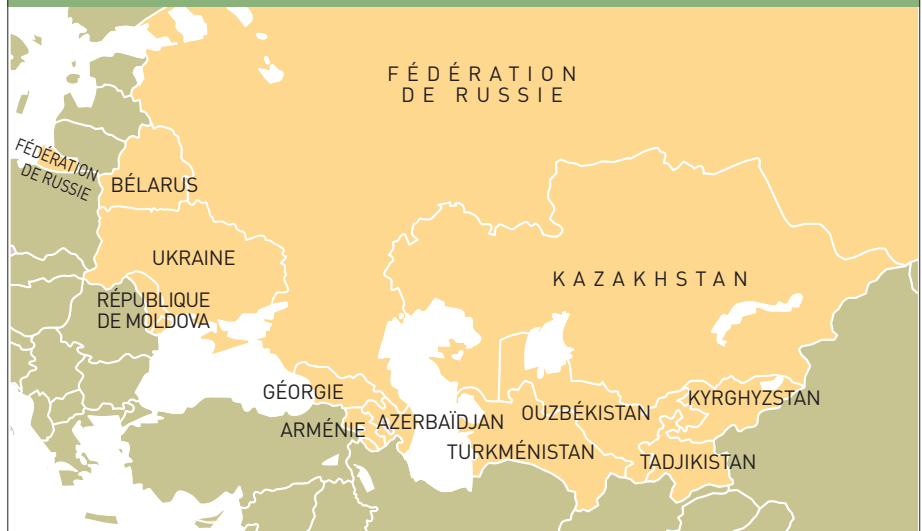 FÉDÉRATION
DE RUSSIE
FÉDÉRATION
DE RUSSIE
BÉLARUS
UKRAINE
RÉPUBLIQUE
DE MOLDOVA
KAZAKHSTAN
GÉORGIE
ARMÉNIE
AZERBAÏDJAN
OUZBÉKISTAN
KYRGHYZSTAN
TURKMÉNISTAN
TADJIKISTAN